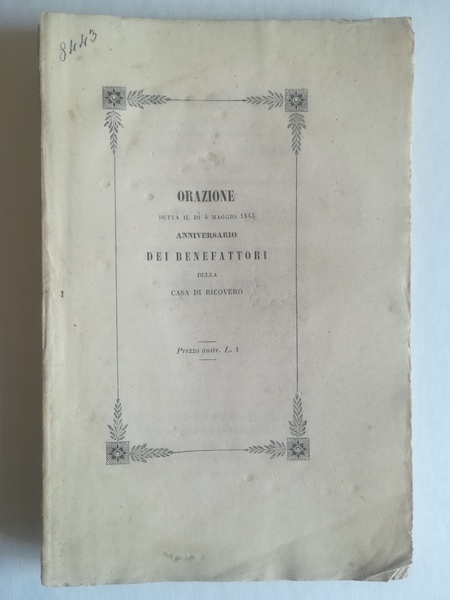 8443
ORAZIONE
DETTA IL DÌ 4 MAGGIO 1843
ANNIVERSARIO
DEI BENEFATTORI
DELLA
CASA DI RICOVERO
Prezzo austr. L. 1